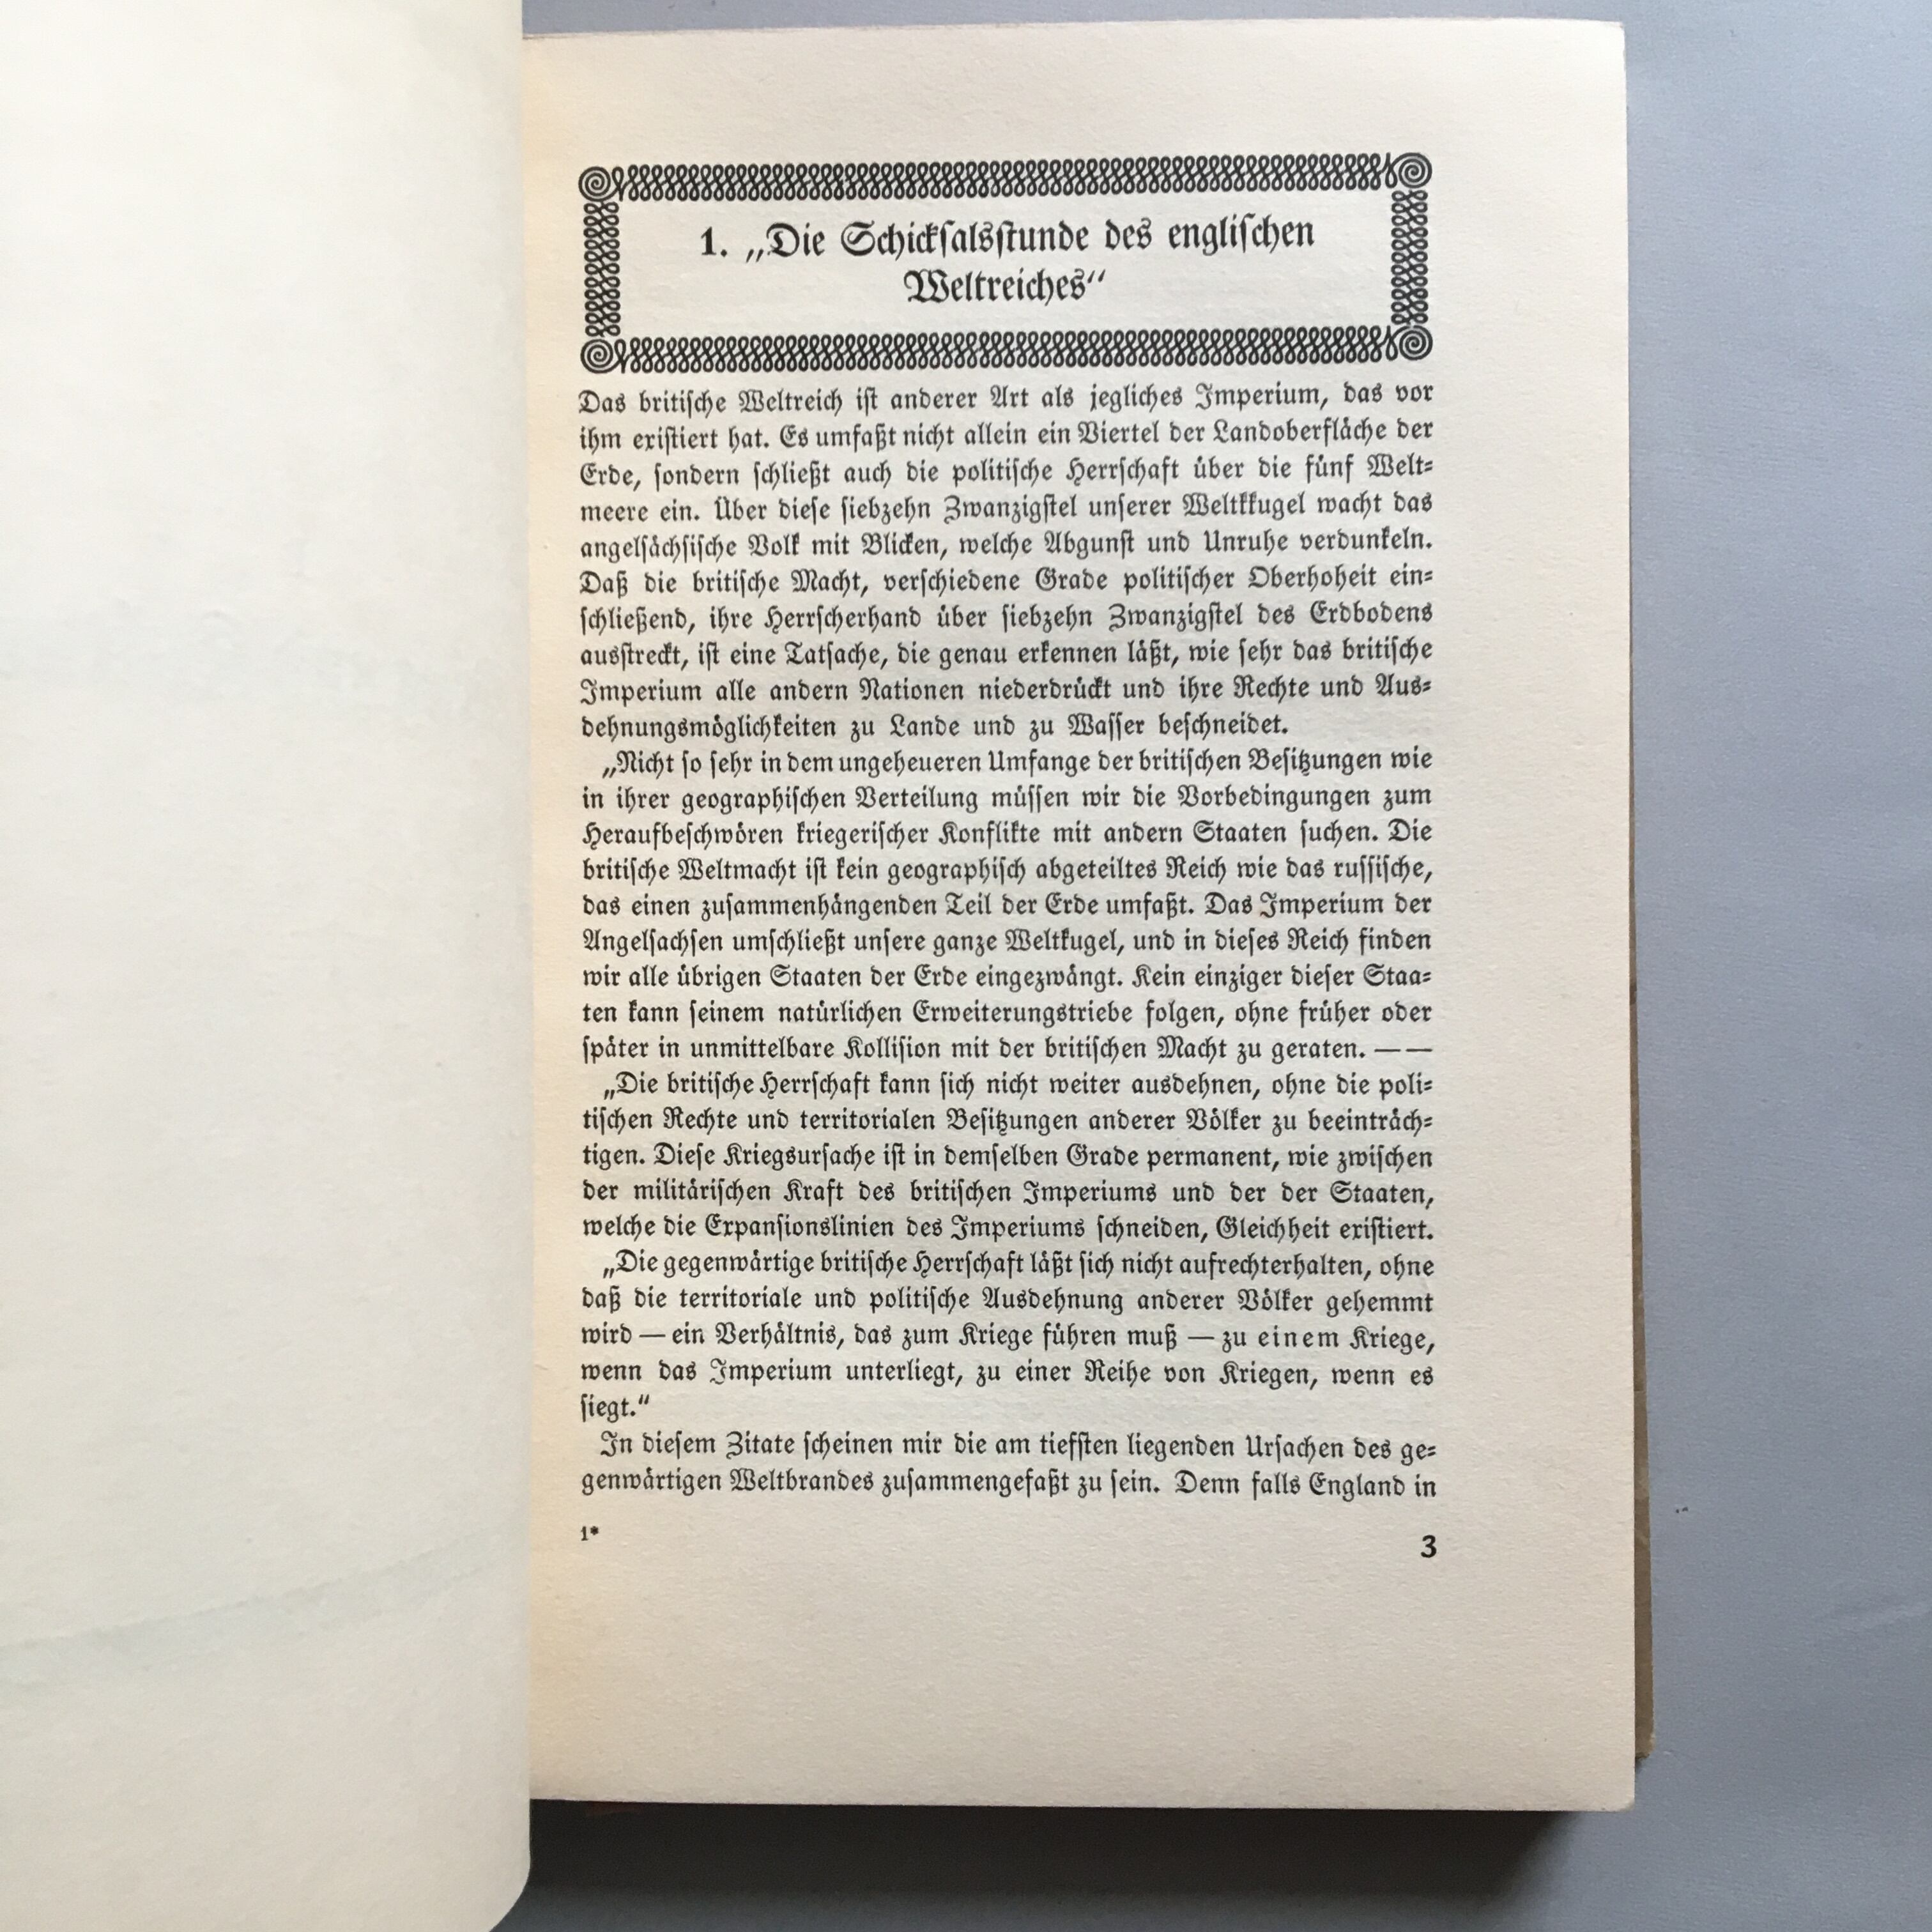 1. „Die Schicksalsstunde des englischen
Weltreiches“
Das britische Weltreich ist anderer Art als jegliches Imperium, das vor
ihm existiert hat. Es umfaßt nicht allein ein Viertel der Landoberfläche der
Erde, sondern schließt auch die politische Herrschaft über die fünf Welt-
meere ein. Über diese siebzehn Zwanzigstel unserer Weltkkugel wacht das
angelsächsische Volk mit Blicken, welche Abgunst und Unruhe verdunkeln.
Daß die britische Macht, verschiedene Grade politischer Oberhoheit ein-
schließend, ihre Herrscherhand über siebzehn Zwanzigstel des Erdbodens
ausstreckt, ist eine Tatsache, die genau erkennen läßt, wie sehr das britische
Imperium alle andern Nationen niederdrückt und ihre Rechte und Aus-
dehnungsmöglichkeiten zu Lande und zu Wasser beschneidet.
„Nicht so sehr in dem ungeheueren Umfange der britischen Besitzungen wie
in ihrer geographischen Verteilung müssen wir die Vorbedingungen zum
Heraufbeschwören kriegerischer Konflikte mit andern Staaten suchen. Die
britische Weltmacht ist kein geographisch abgeteiltes Reich wie das russische,
das einen zusammenhängenden Teil der Erde umfaßt. Das Imperium der
Angelsachsen umschließt unsere ganze Weltkugel, und in dieses Reich finden
wir alle übrigen Staaten der Erde eingezwängt. Kein einziger dieser Staa-
ten kann seinem natürlichen Erweiterungstriebe folgen, ohne früher oder
später in unmittelbare Kollision mit der britischen Macht zu geraten. — —
„Die britische Herrschaft kann sich nicht weiter ausdehnen, ohne die poli-
tischen Rechte und territorialen Besitzungen anderer Völker zu beeinträch-
tigen. Diese Kriegsursache ist in demselben Grade permanent, wie zwischen
der militärischen Kraft des britischen Imperiums und der der Staaten,
welche die Expansionslinien des Imperiums schneiden, Gleichheit existiert.
„Die gegenwärtige britische Herrschaft läßt sich nicht aufrechterhalten, ohne
daß die territoriale und politische Ausdehnung anderer Völker gehemmt
wird — ein Verhältnis, das zum Kriege führen muß — zu einem Kriege,
wenn das Imperium unterliegt, zu einer Reihe von Kriegen, wenn es
siegt.“
In diesem Zitate scheinen mir die am tiefsten liegenden Ursachen des ge-
genwärtigen Weltbrandes zusammengefaßt zu sein. Denn falls England in
1*
3